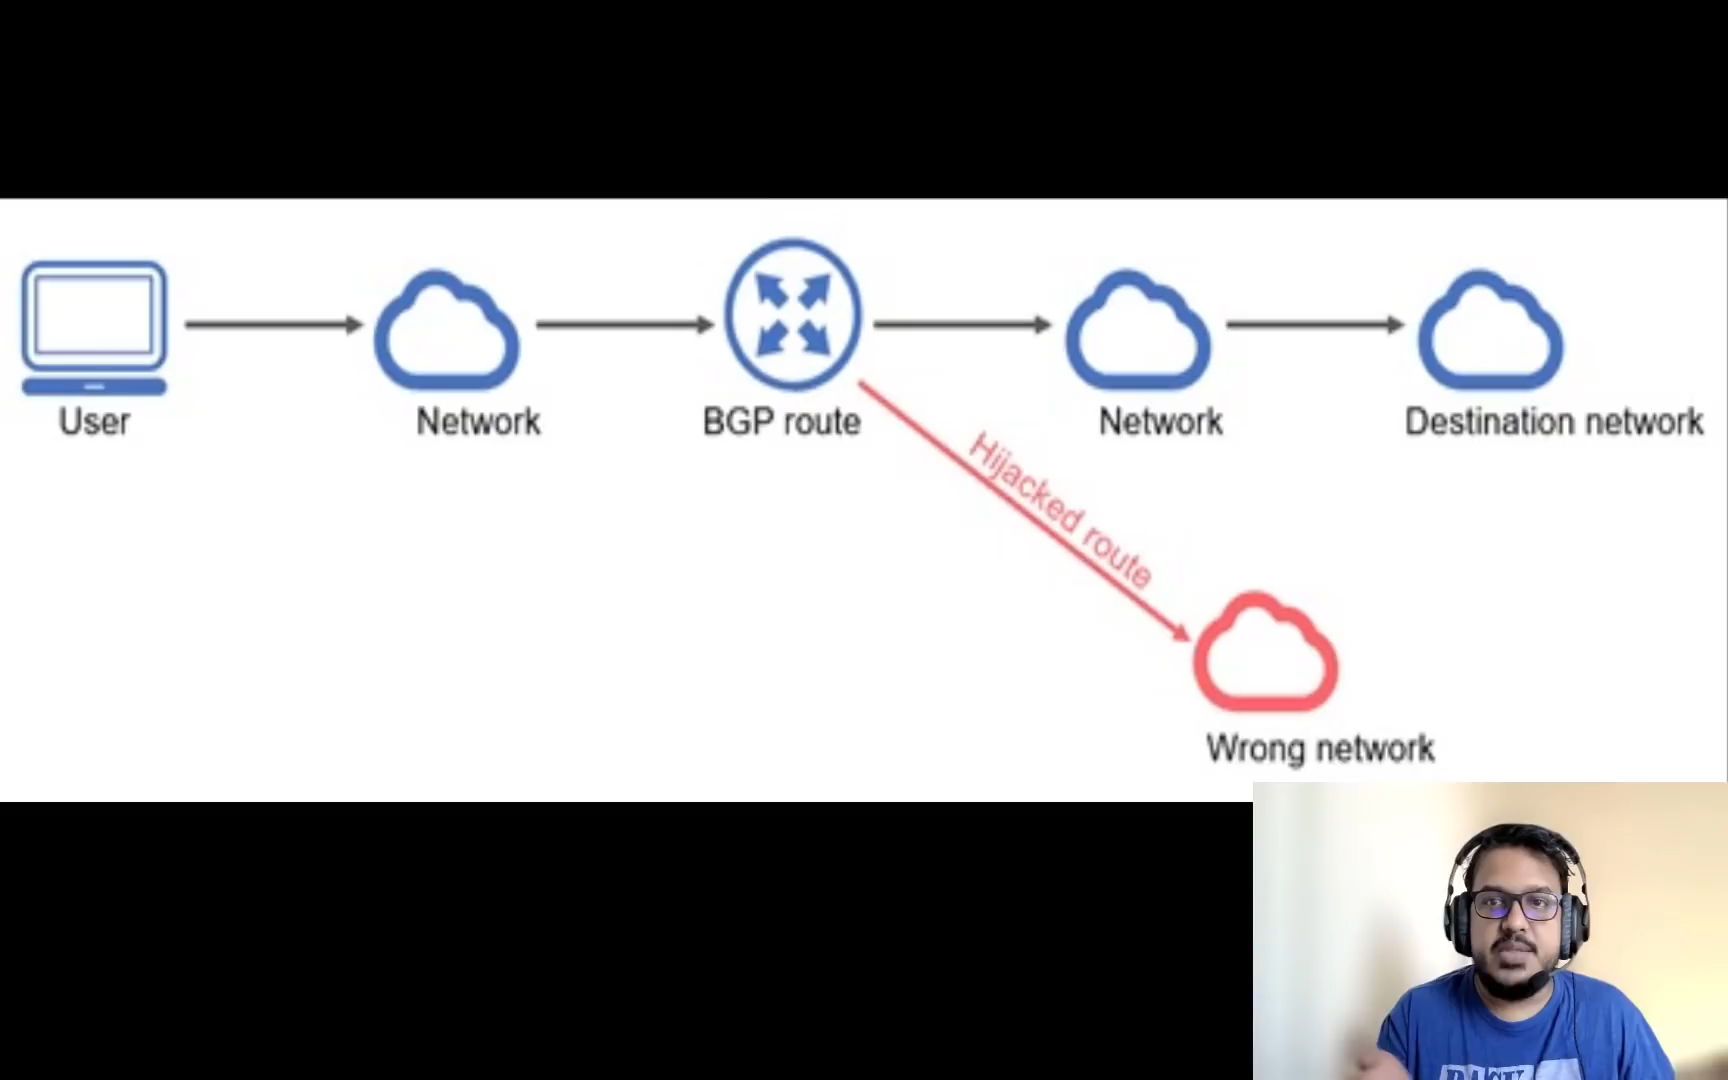 User
Network
BGP route
Network
Destination network
Hijacked route
Wrong network